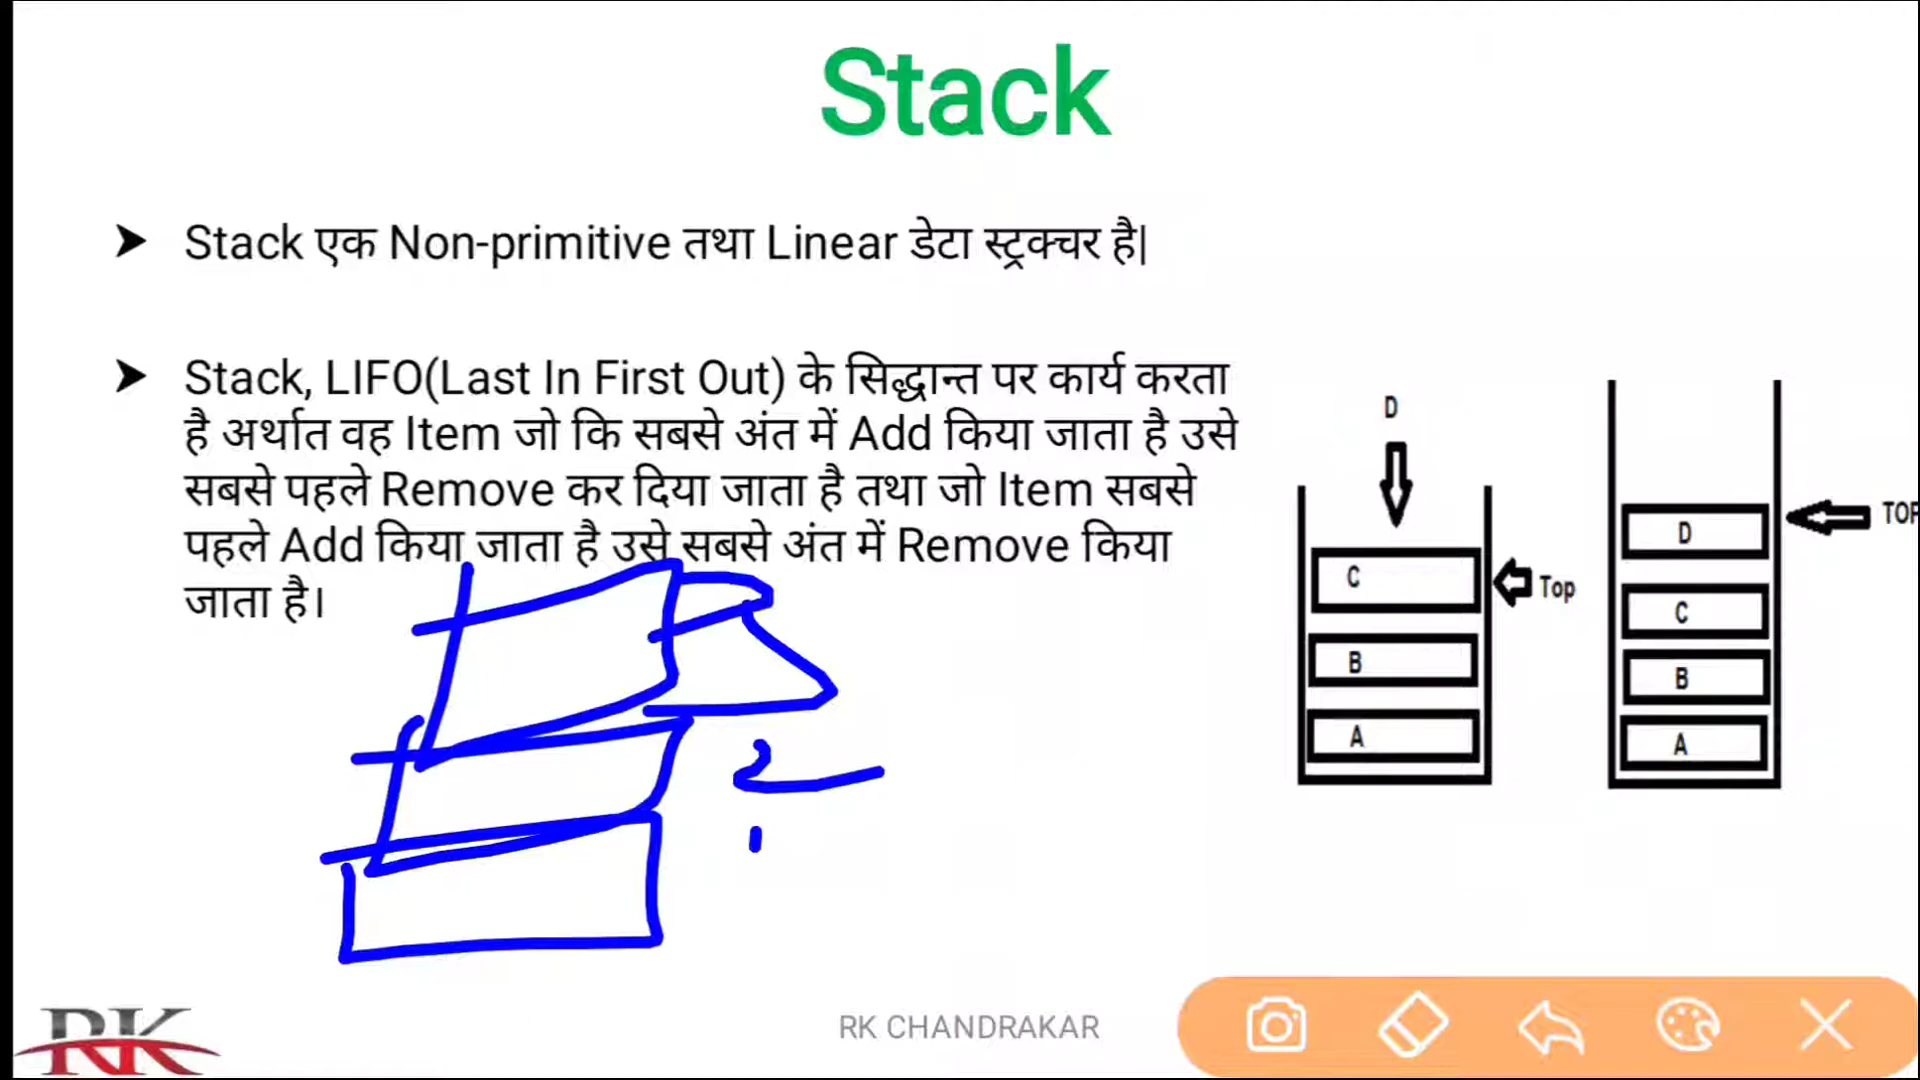 Stack
➤ Stack एक Non-primitive तथा Linear डेटा स्ट्रक्चर है|
➤ Stack, LIFO(Last In First Out) के सिद्धान्त पर कार्य करता
है अर्थात वह Item जो कि सबसे अंत में Add किया जाता है उसे
सबसे पहले Remove कर दिया जाता है तथा जो Item सबसे
पहले Add किया जाता है उसे सबसे अंत में Remove किया
जाता है।
D
C
Top
B
A
TOP
D
C
B
A
2
1
RK
RK CHANDRAKAR